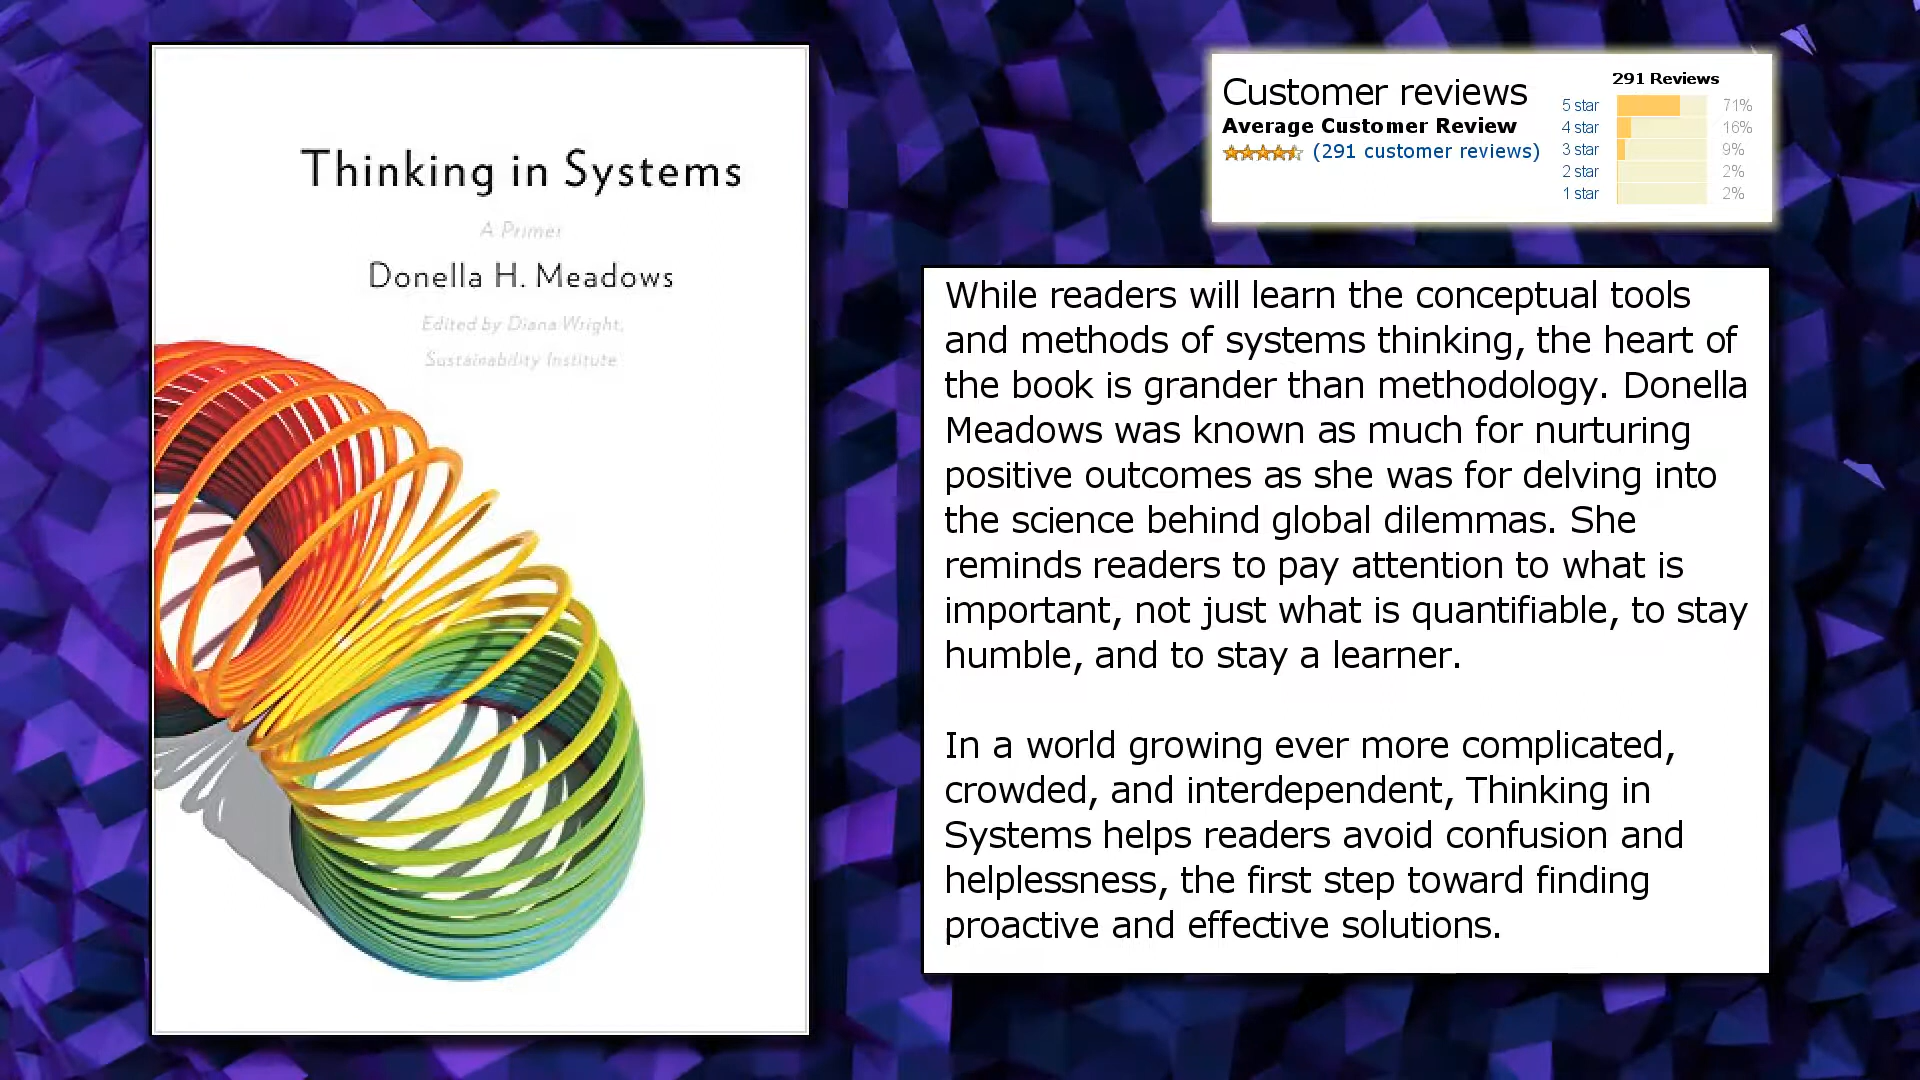 Thinking in Systems
A Primer
Donella H. Meadows
Edited by Diana Wright,
Sustainability Institute
Customer reviews
Average Customer Review
(291 customer reviews)
291 Reviews
5 star 71%
4 star 16%
3 star 9%
2 star 2%
1 star 2%
While readers will learn the conceptual tools
and methods of systems thinking, the heart of
the book is grander than methodology. Donella
Meadows was known as much for nurturing
positive outcomes as she was for delving into
the science behind global dilemmas. She
reminds readers to pay attention to what is
important, not just what is quantifiable, to stay
humble, and to stay a learner.
In a world growing ever more complicated,
crowded, and interdependent, Thinking in
Systems helps readers avoid confusion and
helplessness, the first step toward finding
proactive and effective solutions.